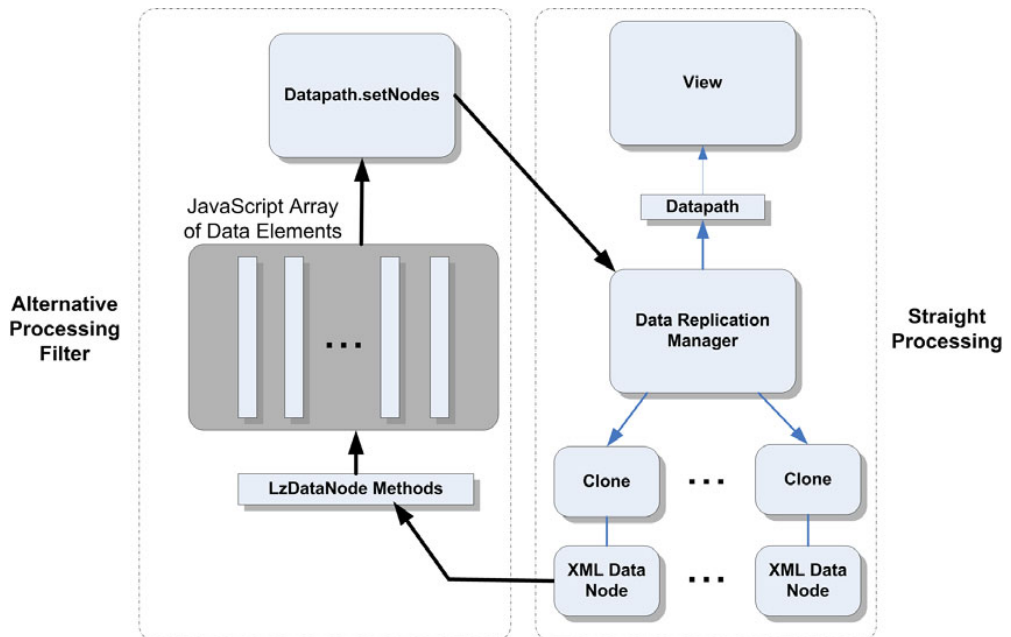 Alternative
Processing
Filter
Datapath.setNodes
JavaScript Array
of Data Elements
...
LzDataNode Methods
View
Datapath
Data Replication
Manager
Clone
...
Clone
XML Data
Node
...
XML Data
Node
Straight
Processing